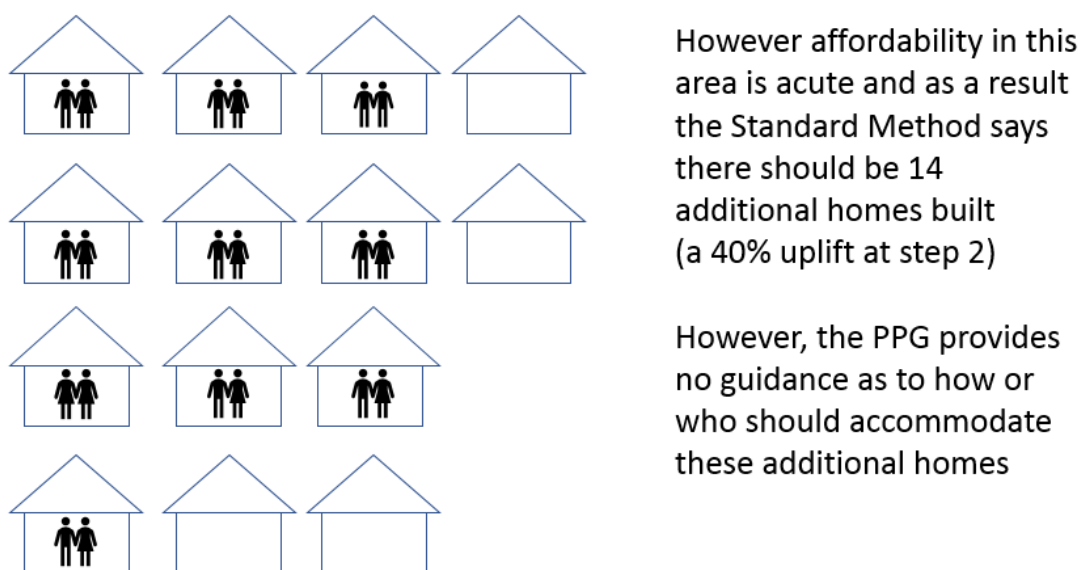 However affordability in this
area is acute and as a result
the Standard Method says
there should be 14
additional homes built
(a 40% uplift at step 2)
However, the PPG provides
no guidance as to how or
who should accommodate
these additional homes